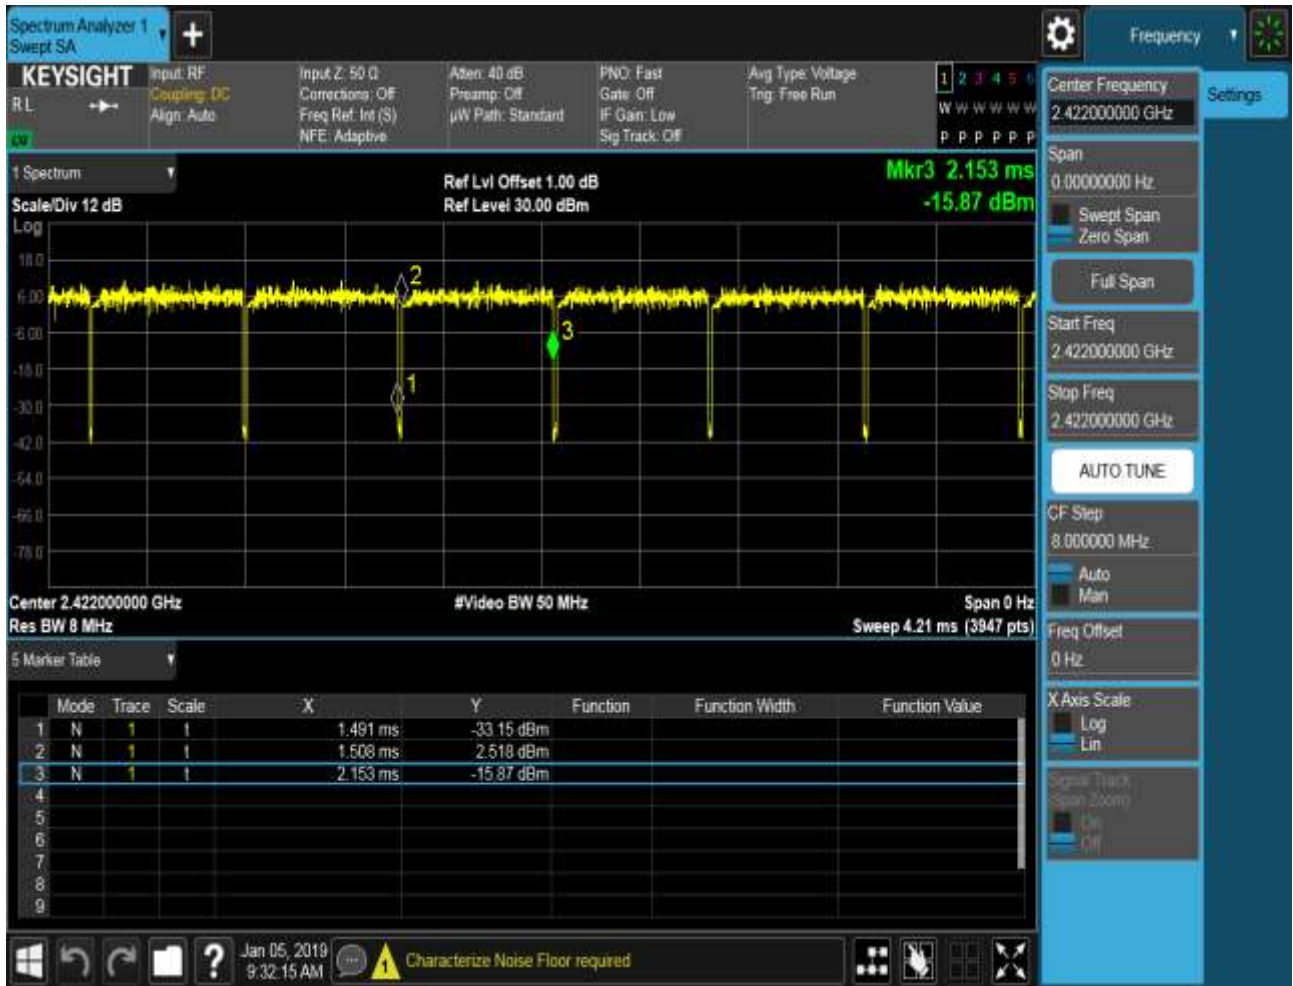 Spectrum Analyzer 1
Swept SA
+
Frequency
KEYSIGHT
R L
Input: RF
Coupling: DC
Align: Auto
Input Z: 50 Ω
Corrections: Off
Freq Ref: Int (S)
NFE: Adaptive
Atten: 40 dB
Preamp: Off
µW Path: Standard
PNO: Fast
Gate: Off
IF Gain: Low
Sig Track: Off
Avg Type: Voltage
Trig: Free Run
1 2 3 4 5 6
W W W W W W
P P P P P P
1 Spectrum
Scale/Div 12 dB
Ref Lvl Offset 1.00 dB
Ref Level 30.00 dBm
Mkr3 2.153 ms
-15.87 dBm
Log
18.0
6.00
-6.00
-18.0
-30.0
-42.0
-54.0
-66.0
-78.0
2
3
1
Center 2.422000000 GHz
#Video BW 50 MHz
Span 0 Hz
Res BW 8 MHz
Sweep 4.21 ms (3947 pts)
5 Marker Table
Mode Trace Scale X Y Function Function Width Function Value
1 N 1 t 1.491 ms -33.15 dBm
2 N 1 t 1.508 ms 2.518 dBm
3 N 1 t 2.153 ms -15.87 dBm
4
5
6
7
8
9
?
Jan 05, 2019
9:32:15 AM
1
Characterize Noise Floor required
Center Frequency
2.422000000 GHz
Settings
Span
0.00000000 Hz
Swept Span
Zero Span
Full Span
Start Freq
2.422000000 GHz
Stop Freq
2.422000000 GHz
AUTO TUNE
CF Step
8.000000 MHz
Auto
Man
Freq Offset
0 Hz
X Axis Scale
Log
Lin
Signal Track
(Span Zoom)
On
Off